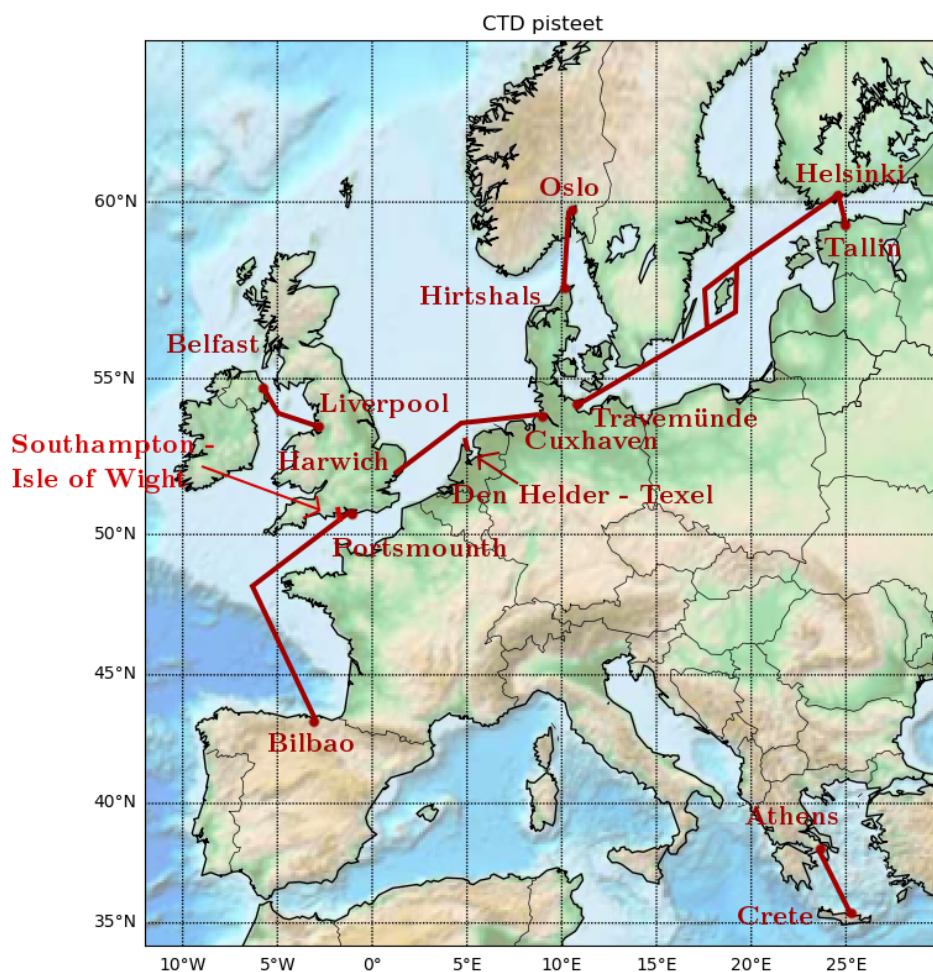 CTD pisteet
60°N
Oslo
Helsinki
Tallin
Hirtshals
Belfast
55°N
Liverpool
Travemünde
Southampton -
Isle of Wight
Harwich
Cuxhaven
Den Helder - Texel
50°N
Portsmounth
45°N
Bilbao
40°N
Athens
35°N
Crete
10°W 5°W 0° 5°E 10°E 15°E 20°E 25°E